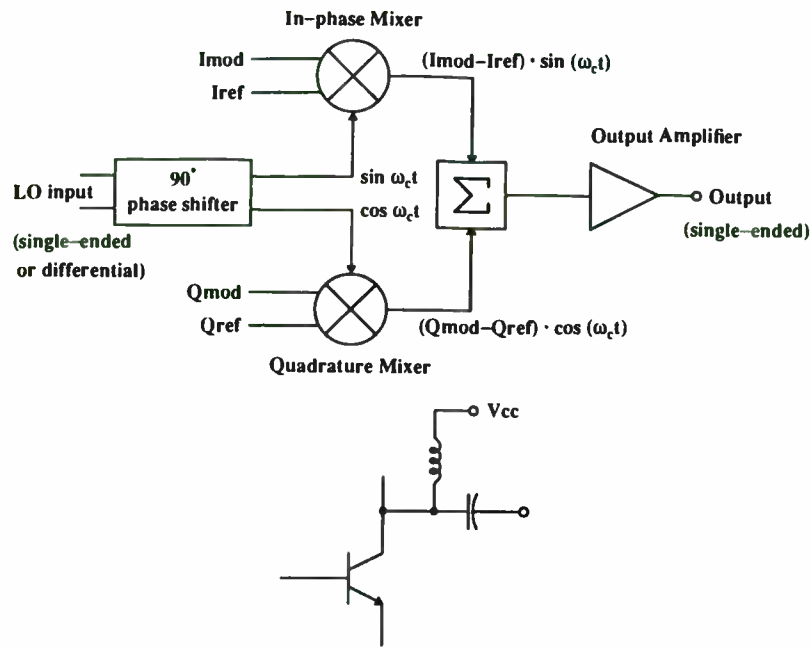 In-phase Mixer
Imod
Iref
(Imod-Iref) · sin (ωct)
Output Amplifier
90°
phase shifter
LO input
(single-ended
or differential)
sin ωct
cos ωct
Σ
Output
(single-ended)
Qmod
Qref
(Qmod-Qref) · cos (ωct)
Quadrature Mixer
Vcc